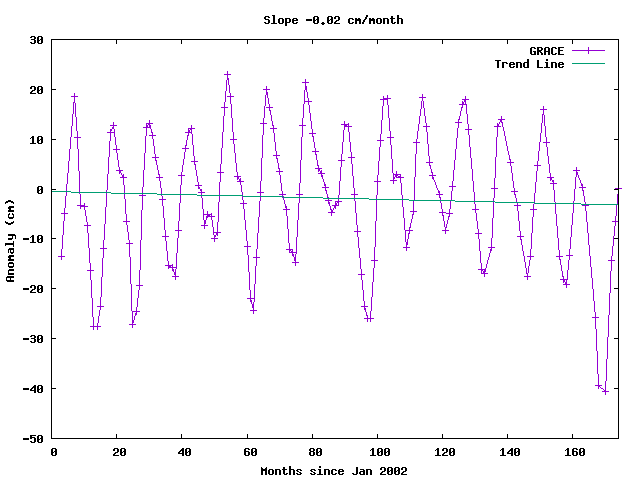 Slope -0.02 cm/month
GRACE
Trend Line
30
20
10
0
-10
-20
-30
-40
-50
Anomaly (cm)
0 20 40 60 80 100 120 140 160
Months since Jan 2002